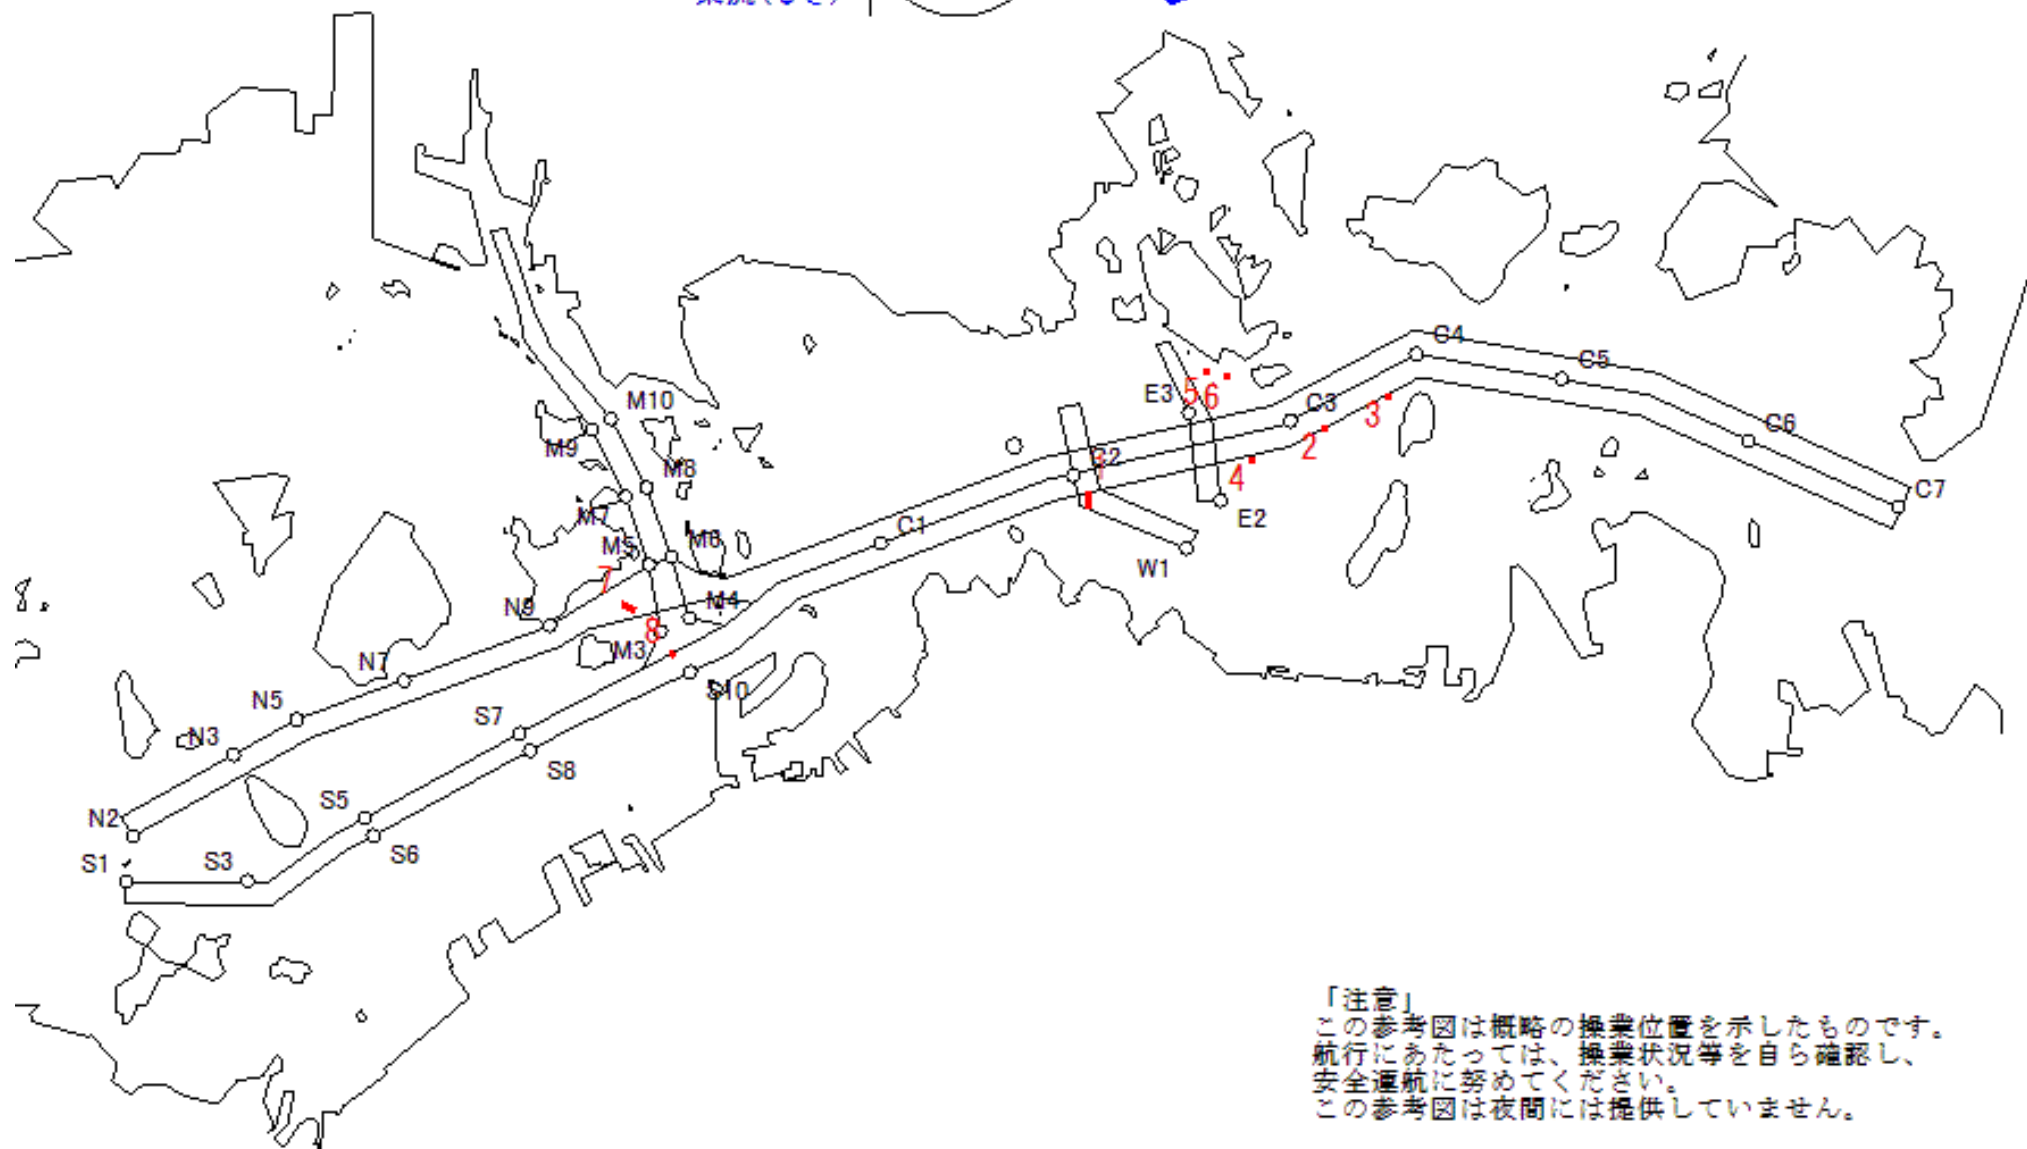 C4
C5
M10
E3
5
6
C3
3
C6
M9
2
M8
C2
1
4
C7
M7
C1
E2
M5
M6
W1
7
N9
M4
8
M3
N7
S10
N5
S7
N3
S8
S5
N2
S6
S1
S3
「注意」
この参考図は概略の操業位置を示したものです。
航行にあたっては、操業状況等を自ら確認し、
安全運航に努めてください。
この参考図は夜間には提供していません。